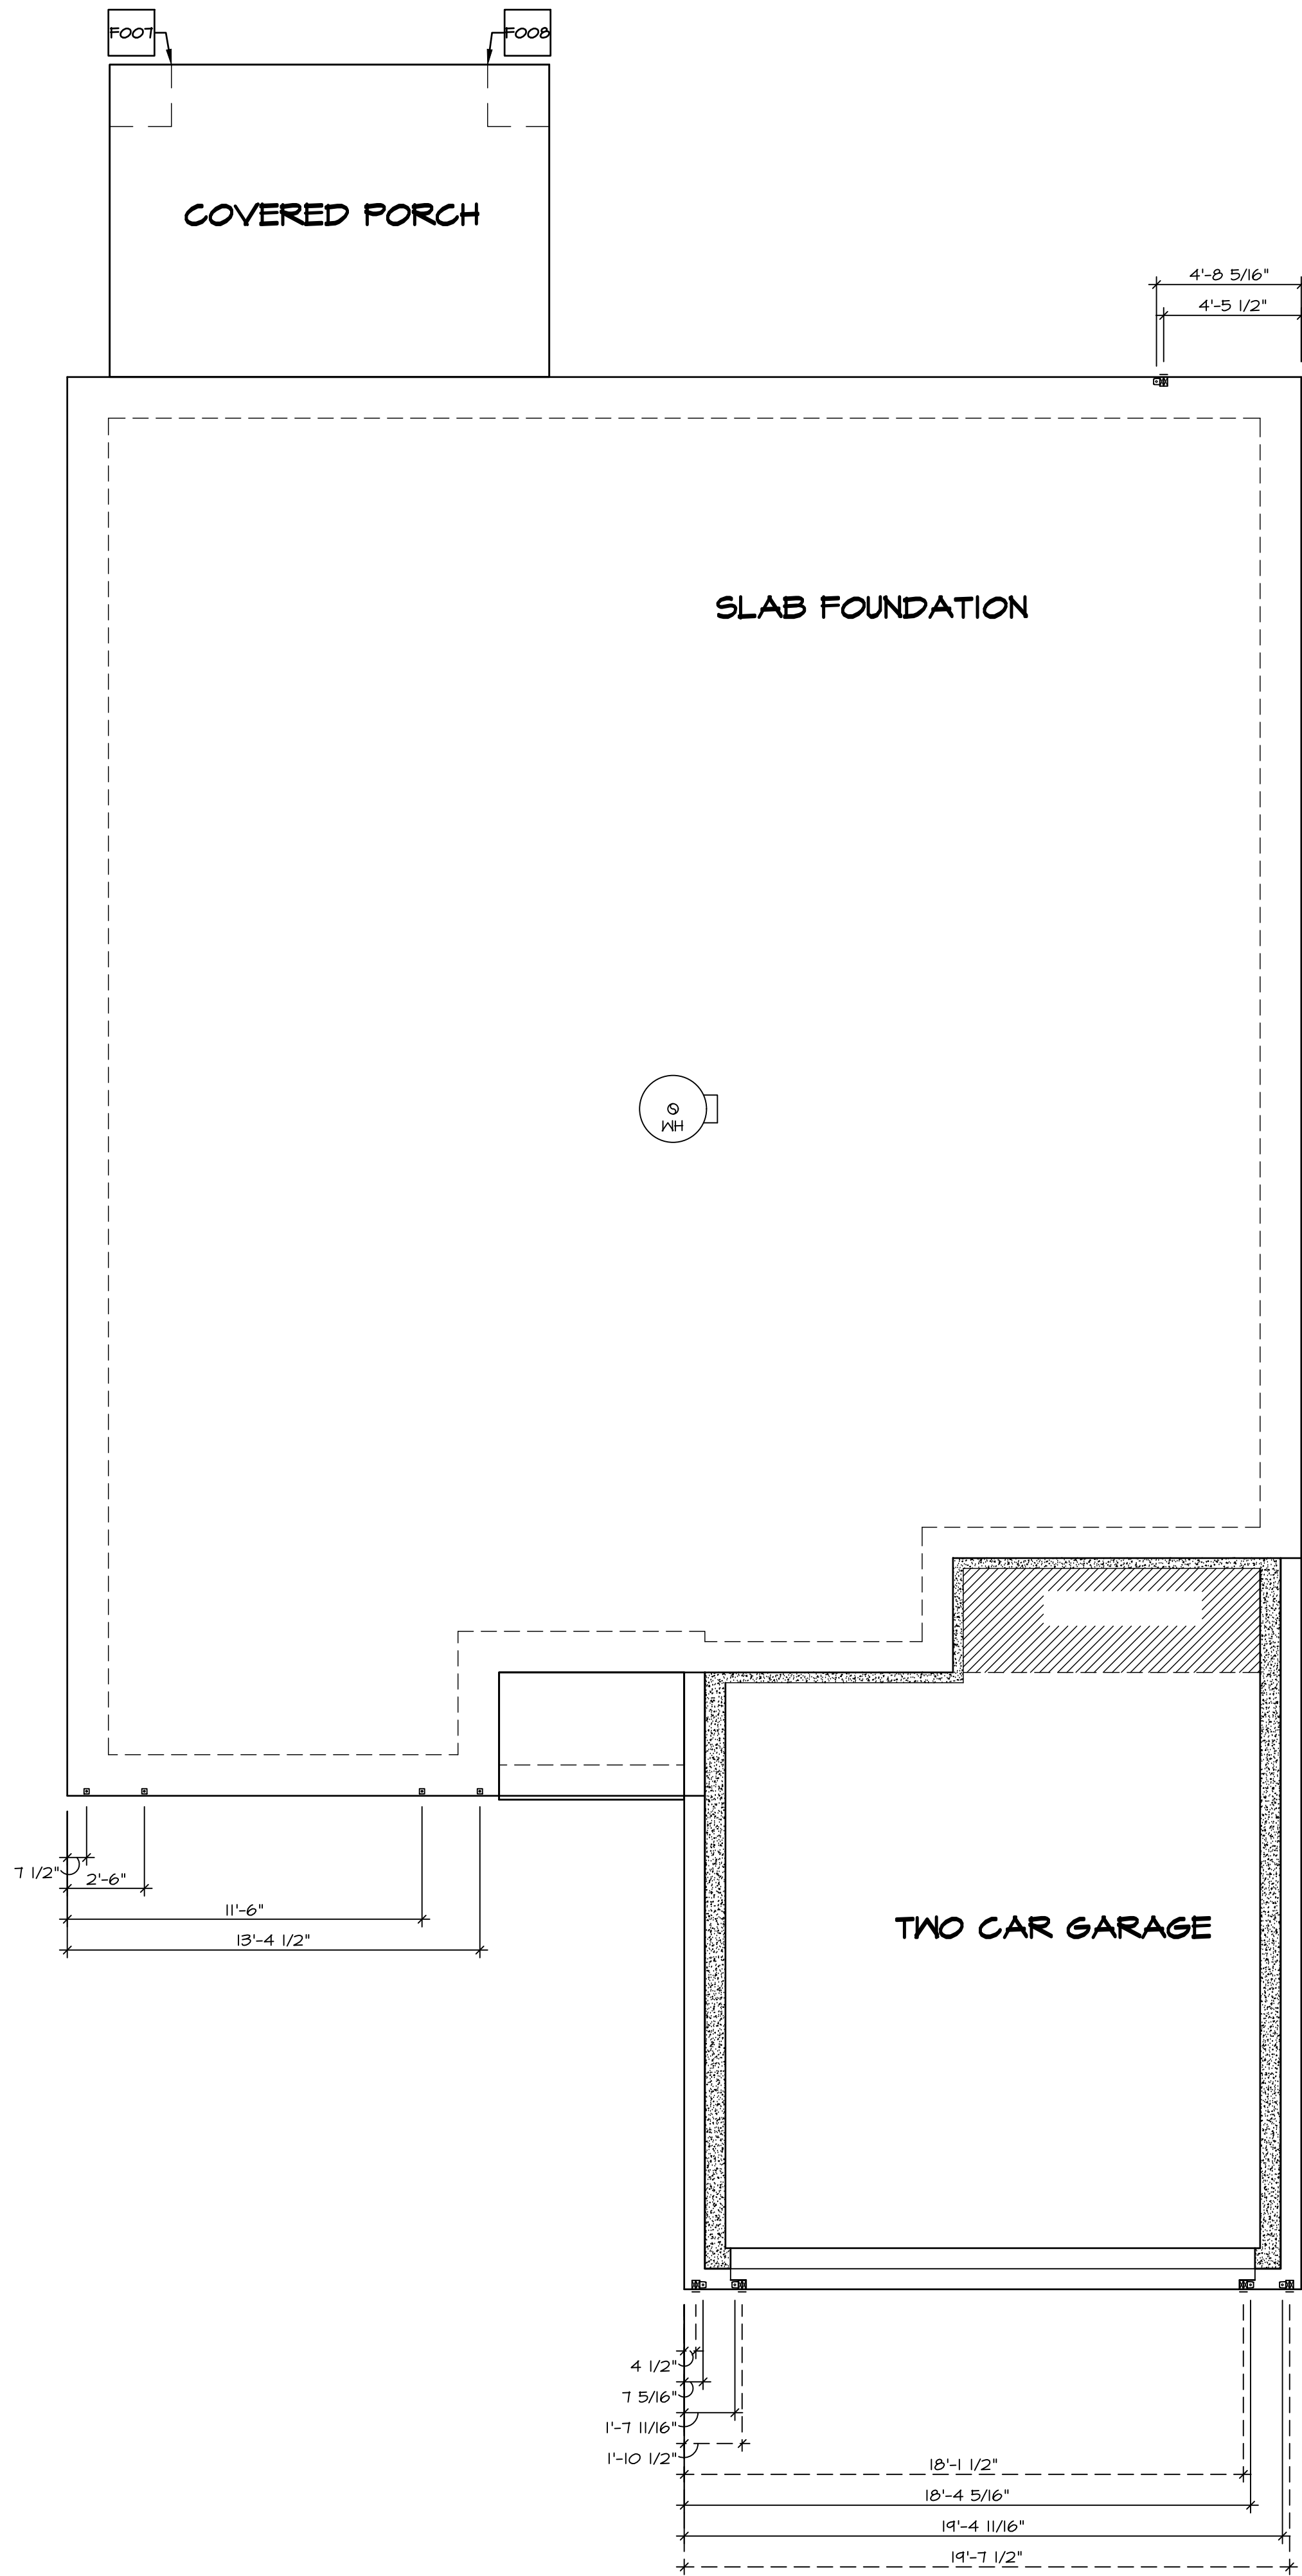 F007
F008
COVERED PORCH
4'-8 5/16"
4'-5 1/2"
SLAB FOUNDATION
WH
7 1/2"
2'-6"
11'-6"
13'-4 1/2"
TWO CAR GARAGE
4 1/2"
7 5/16"
1'-7 11/16"
1'-10 1/2"
18'-1 1/2"
18'-4 5/16"
19'-4 11/16"
19'-7 1/2"